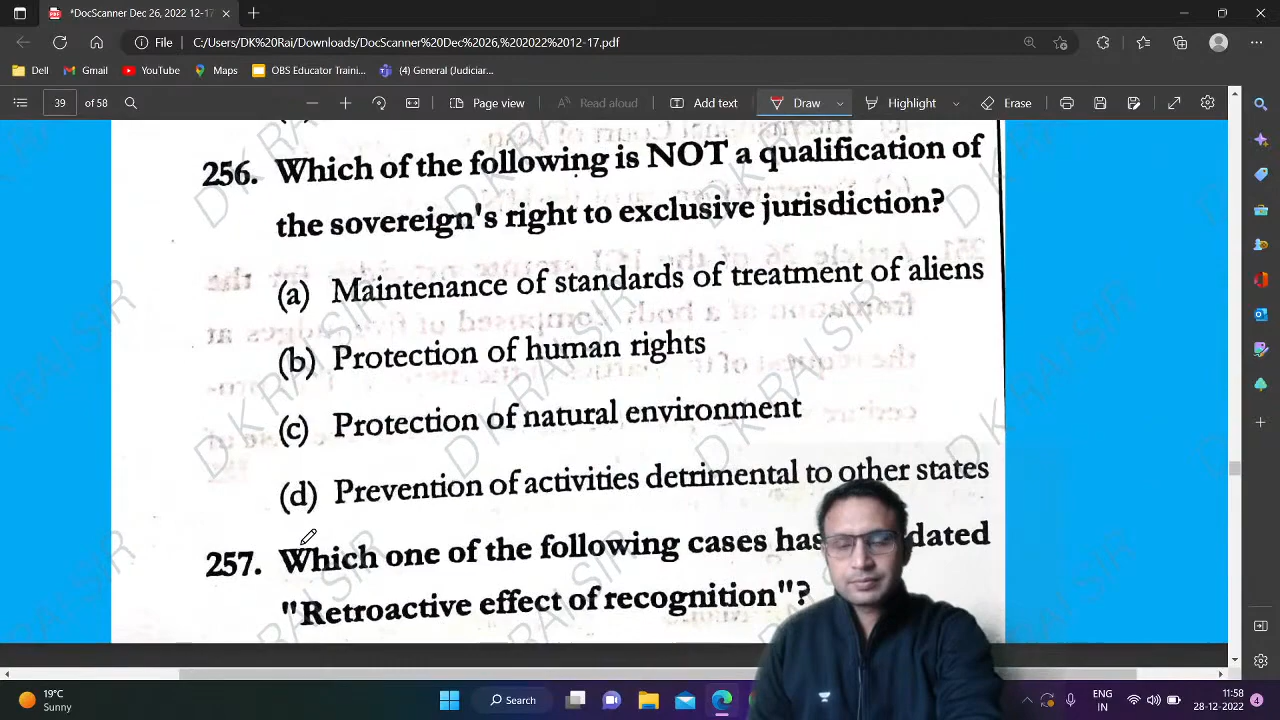 *DocScanner Dec 26, 2022 12-17
File
C:/Users/DK%20Rai/Downloads/DocScanner%20Dec%2026,%202022%2012-17.pdf
Dell
Gmail
YouTube
Maps
OBS Educator Traini...
(4) General (Judiciar...
39 of 58
Page view
Read aloud
Add text
Draw
Highlight
Erase
256. Which of the following is NOT a qualification of
the sovereign's right to exclusive jurisdiction?
(a) Maintenance of standards of treatment of aliens
(b) Protection of human rights
(c) Protection of natural environment
(d) Prevention of activities detrimental to other states
257. Which one of the following cases has dated
"Retroactive effect of recognition"?
D K RAI SIR
19°C
Sunny
Search
ENG
IN
11:58
28-12-2022
4